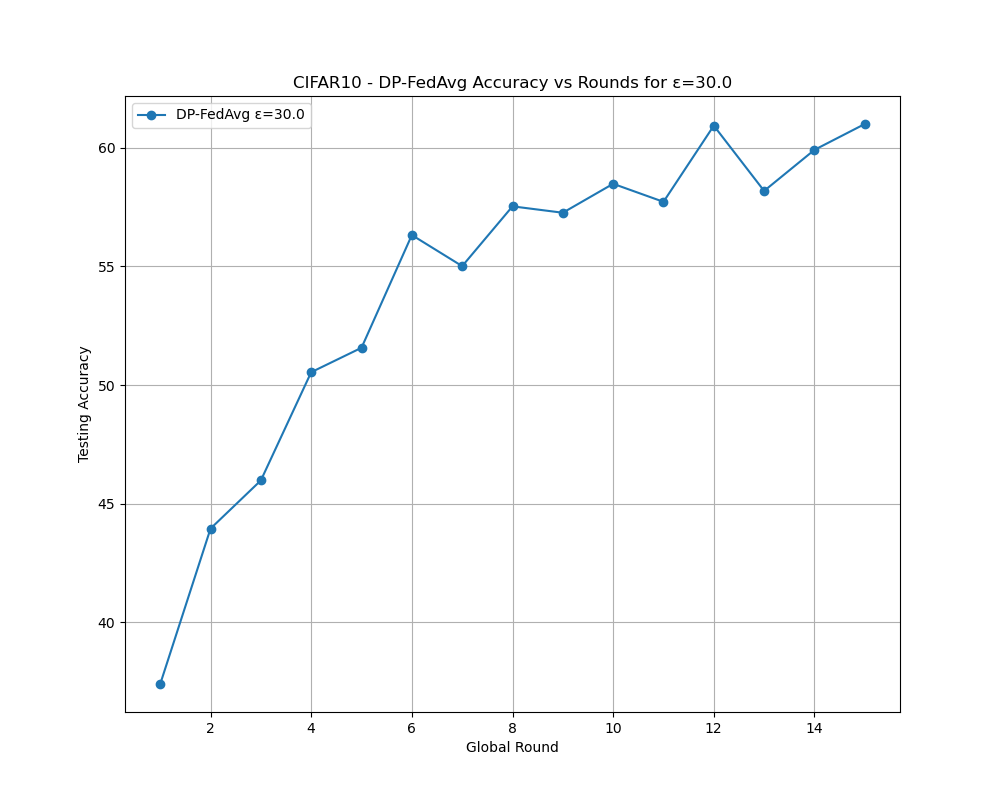 CIFAR10 - DP-FedAvg Accuracy vs Rounds for ε=30.0
DP-FedAvg ε=30.0
60
55
50
45
40
Testing Accuracy
2 4 6 8 10 12 14
Global Round